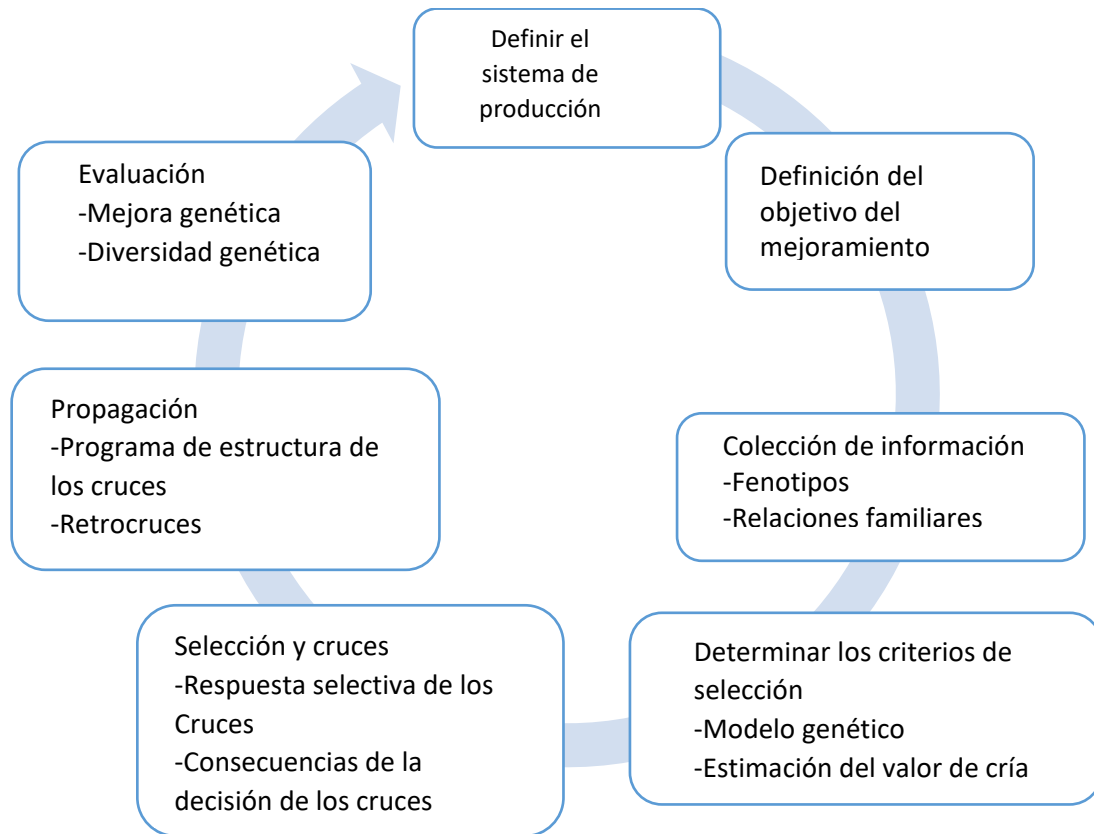 Definir el
sistema de
producción
Definición del
objetivo del
mejoramiento
Colección de información
-Fenotipos
-Relaciones familiares
Determinar los criterios de
selección
-Modelo genético
-Estimación del valor de cría
Selección y cruces
-Respuesta selectiva de los
Cruces
-Consecuencias de la
decisión de los cruces
Propagación
-Programa de estructura de
los cruces
-Retrocruces
Evaluación
-Mejora genética
-Diversidad genética